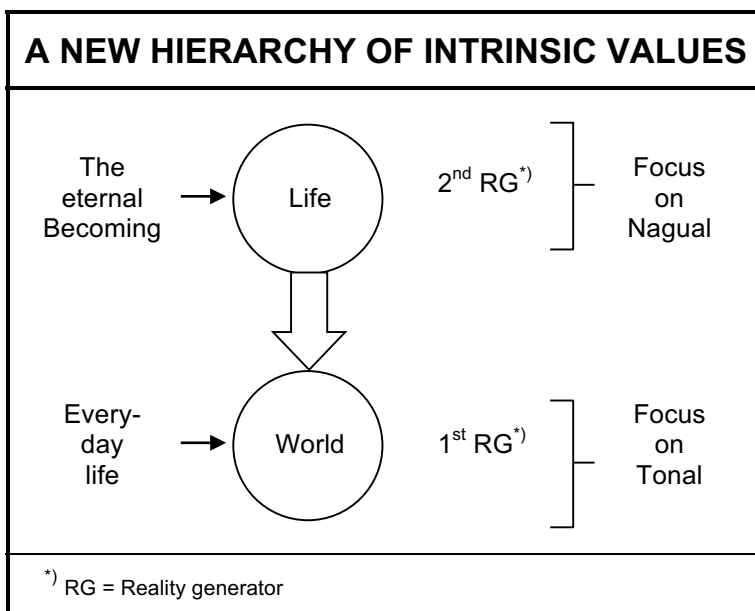 A NEW HIERARCHY OF INTRINSIC VALUES
The
eternal
Becoming
Life
2nd RG*)
Focus
on
Nagual
Every-
day
life
World
1st RG*)
Focus
on
Tonal
*) RG = Reality generator